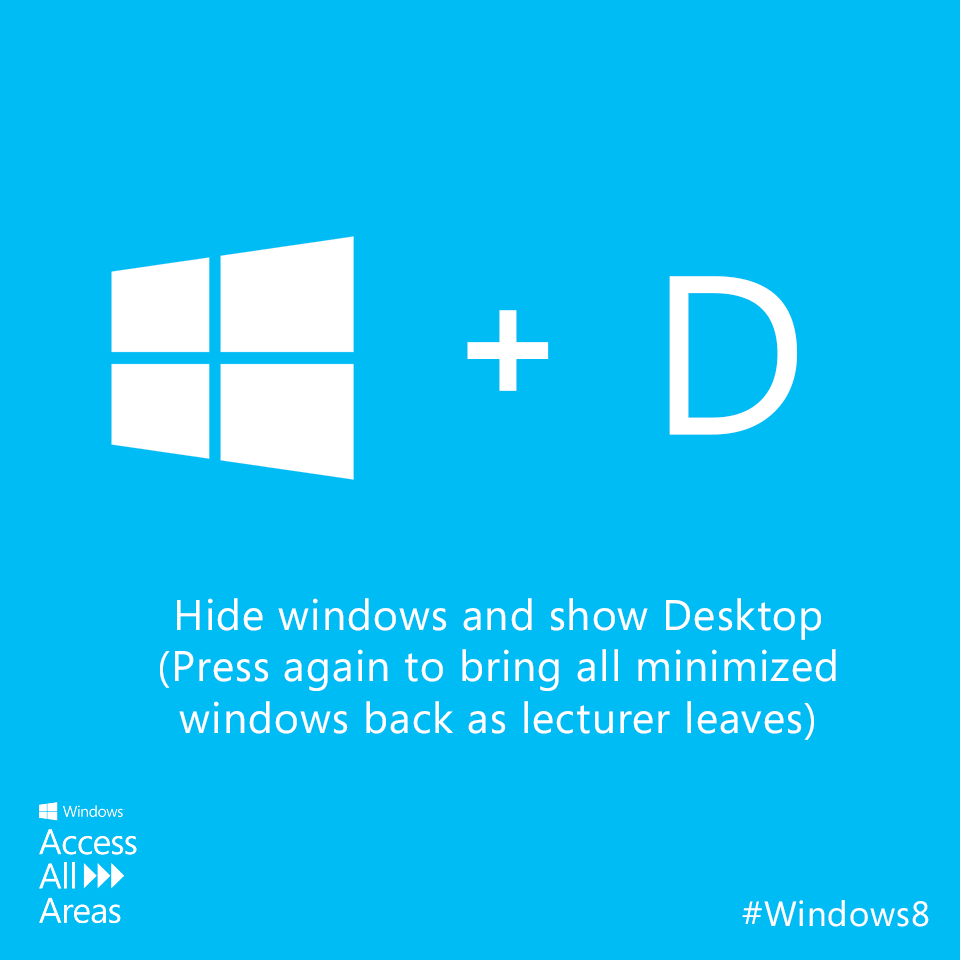 + D
Hide windows and show Desktop
(Press again to bring all minimized
windows back as lecturer leaves)
Windows
Access
All
Areas
#Windows8